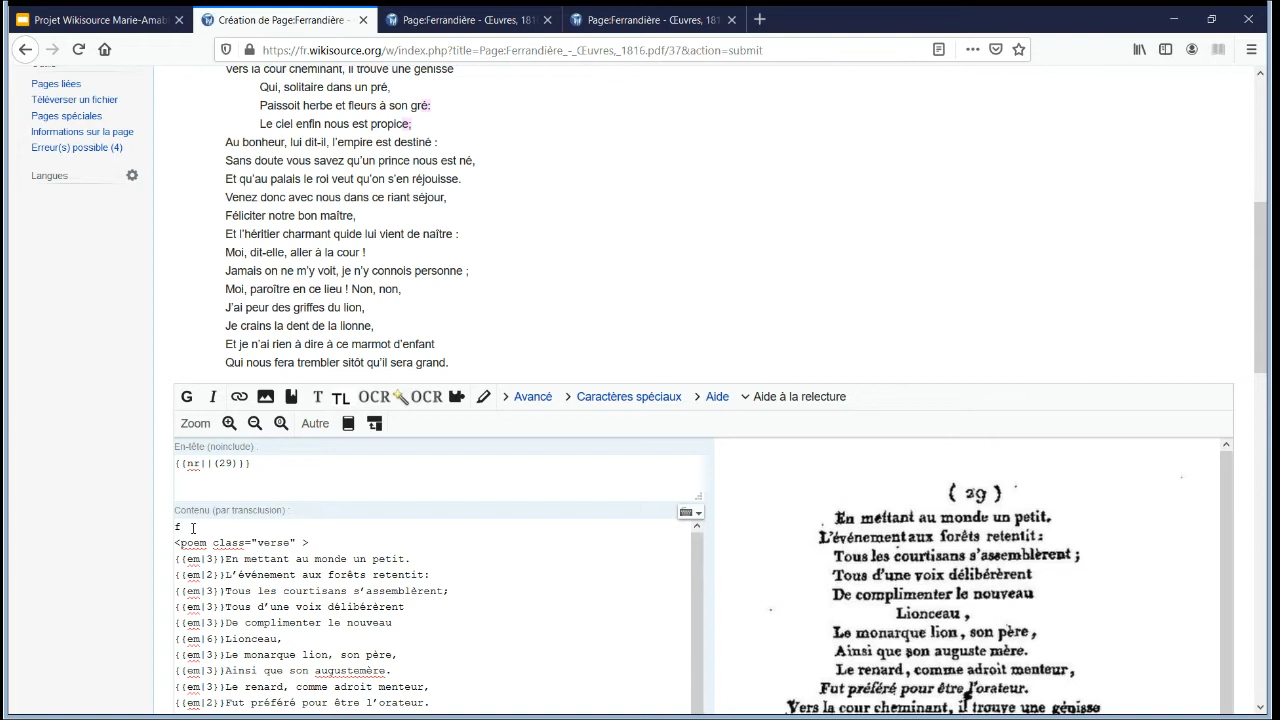 Projet Wikisource Marie-Amab
Création de Page:Ferrandière -
Page:Ferrandière - Œuvres, 181
Page:Ferrandière - Œuvres, 181
https://fr.wikisource.org/w/index.php?title=Page:Ferrandière_-_Œuvres,_1816.pdf/37&action=submit
Pages liées
Téléverser un fichier
Pages spéciales
Informations sur la page
Erreur(s) possible (4)
Langues
Vers la cour cheminant, il trouve une génisse
Qui, solitaire dans un pré,
Paissoit herbe et fleurs à son gré:
Le ciel enfin nous est propice;
Au bonheur, lui dit-il, l’empire est destiné :
Sans doute vous savez qu’un prince nous est né,
Et qu’au palais le roi veut qu’on s’en réjouisse.
Venez donc avec nous dans ce riant séjour,
Féliciter notre bon maître,
Et l’héritier charmant quide lui vient de naître :
Moi, dit-elle, aller à la cour !
Jamais on ne m’y voit, je n’y connois personne ;
Moi, paroître en ce lieu ! Non, non,
J’ai peur des griffes du lion,
Je crains la dent de la lionne,
Et je n’ai rien à dire à ce marmot d’enfant
Qui nous fera trembler sitôt qu’il sera grand.
G I T TL OCR OCR Avancé Caractères spéciaux Aide Aide à la relecture
Zoom Autre
En-tête (noinclude) :
{{nr||(29)}}
Contenu (par transclusion) :
f
<poem class="verse" >
{{em|3}}En mettant au monde un petit.
{{em|2}}L’événement aux forêts retentit:
{{em|3}}Tous les courtisans s’assemblèrent;
{{em|3}}Tous d’une voix délibérèrent
{{em|3}}De complimenter le nouveau
{{em|6}}Lionceau,
{{em|3}}Le monarque lion, son père,
{{em|3}}Ainsi que son augustemère.
{{em|3}}Le renard, comme adroit menteur,
{{em|2}}Fut préféré pour être l’orateur.
( 29 )
En mettant au monde un petit.
L’événement aux forêts retentit :
Tous les courtisans s’assemblèrent ;
Tous d’une voix délibérèrent
De complimenter le nouveau
Lionceau ,
Le monarque lion, son père,
Ainsi que son auguste mère.
Le renard, comme adroit menteur,
Fut préféré pour être l’orateur.
Vers la cour cheminant, il trouve une génisse